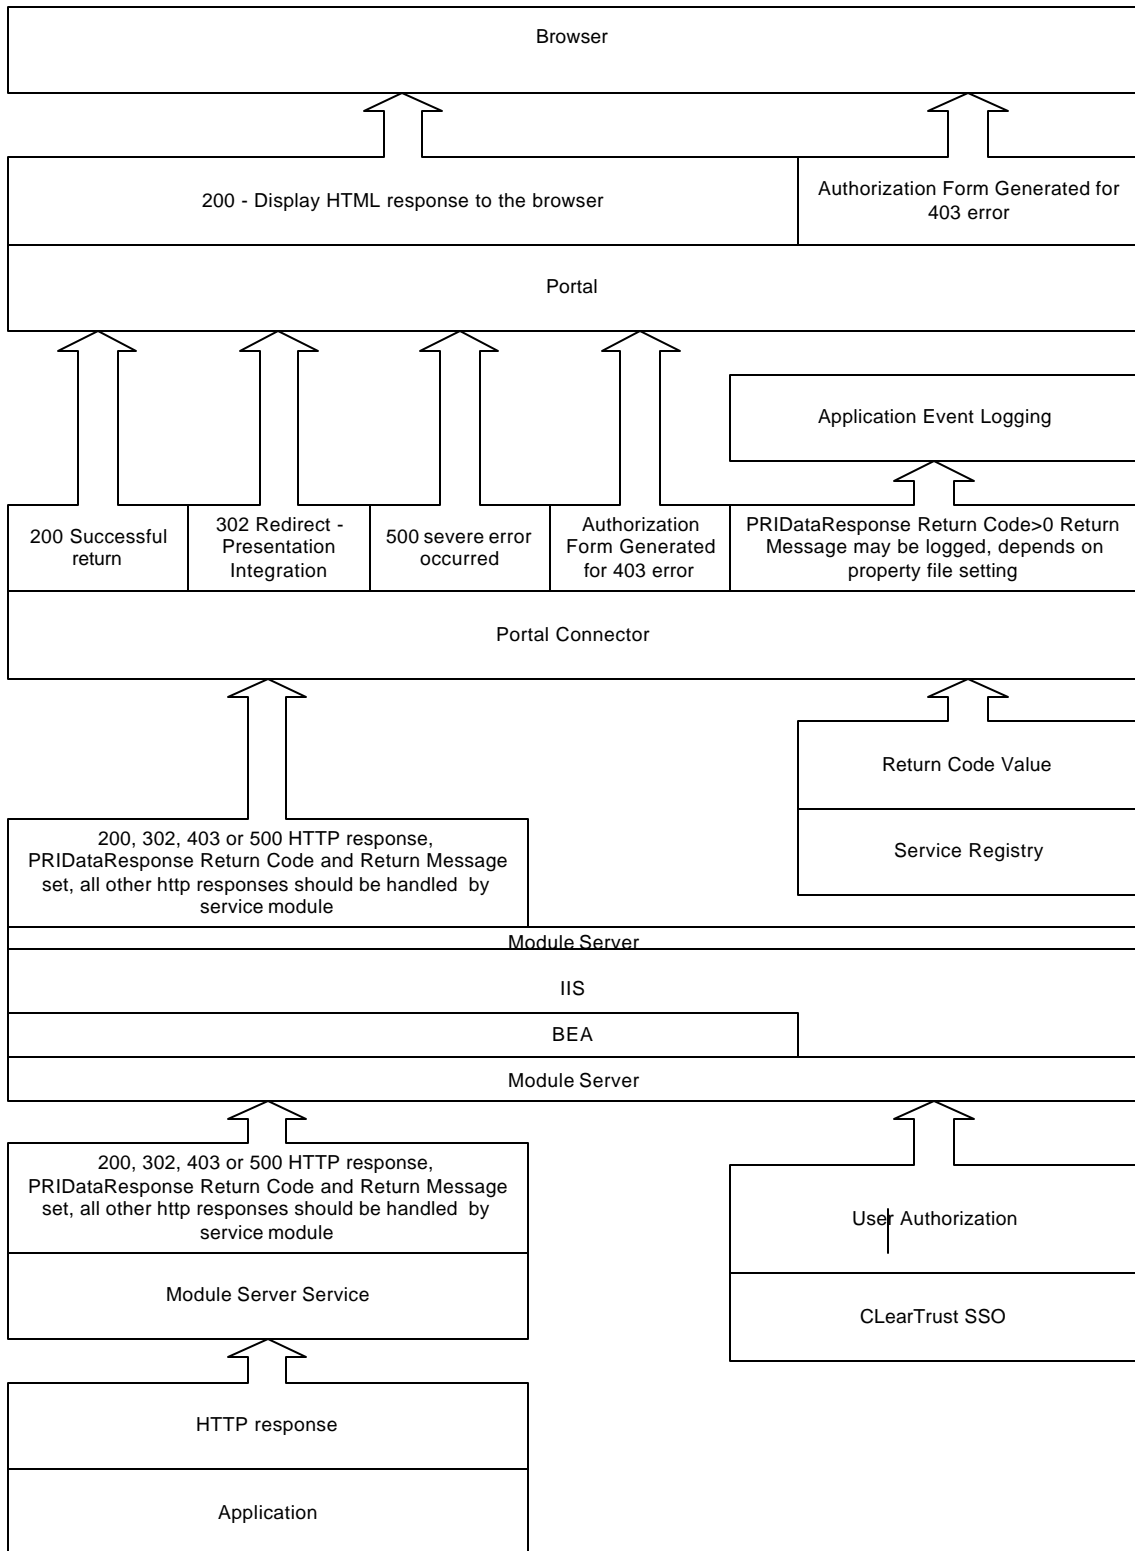 Browser
200 - Display HTML response to the browser
Authorization Form Generated for
403 error
Portal
Application Event Logging
200 Successful
return
302 Redirect -
Presentation
Integration
500 severe error
occurred
Authorization
Form Generated
for 403 error
PRIDataResponse Return Code>0 Return
Message may be logged, depends on
property file setting
Portal Connector
Return Code Value
Service Registry
200, 302, 403 or 500 HTTP response,
PRIDataResponse Return Code and Return Message
set, all other http responses should be handled by
service module
Module Server
IIS
BEA
Module Server
200, 302, 403 or 500 HTTP response,
PRIDataResponse Return Code and Return Message
set, all other http responses should be handled by
service module
User Authorization
Module Server Service
CLearTrust SSO
HTTP response
Application